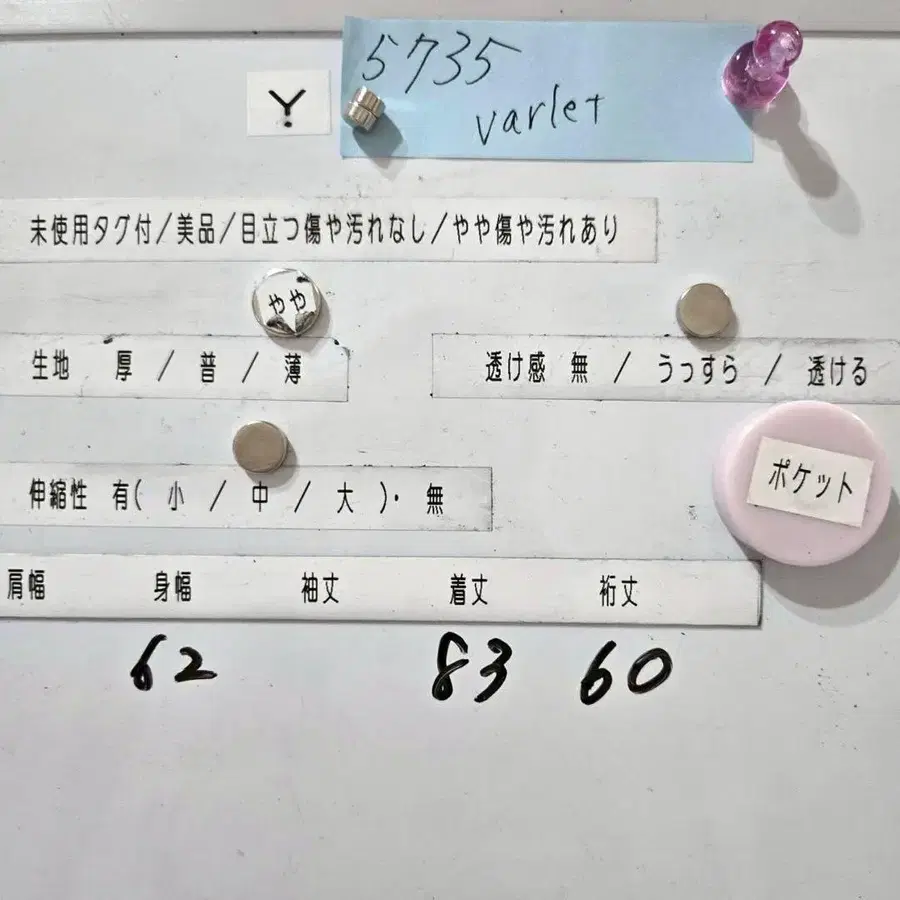 5735
Y
varlet
未使用タグ付/美品/目立つ傷や汚れなし/やや傷や汚れあり
やや
生地 厚 / 普 / 薄
透け感 無 / うっすら / 透ける
ポケット
伸縮性 有( 小 / 中 / 大 )・無
肩幅 身幅 袖丈 着丈 裄丈
62 83 60